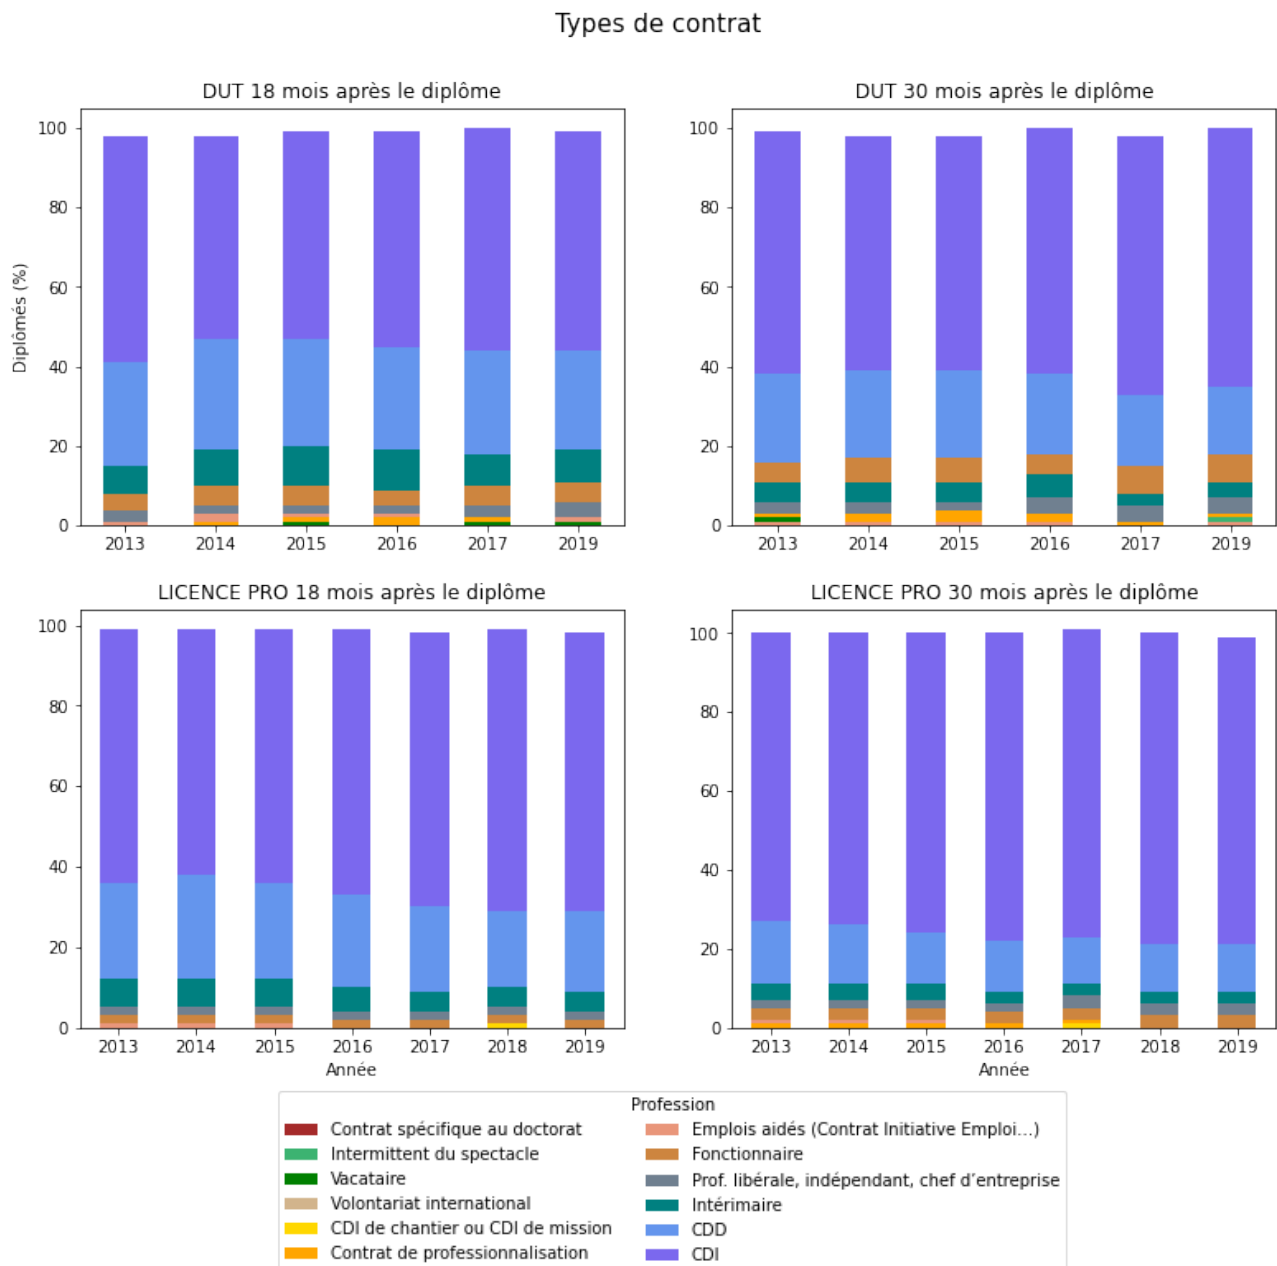 Types de contrat
DUT 18 mois après le diplôme
100
80
60
40
20
0
Diplômés (%)
2013 2014 2015 2016 2017 2019
DUT 30 mois après le diplôme
100
80
60
40
20
0
2013 2014 2015 2016 2017 2019
LICENCE PRO 18 mois après le diplôme
100
80
60
40
20
0
2013 2014 2015 2016 2017 2018 2019
Année
LICENCE PRO 30 mois après le diplôme
100
80
60
40
20
0
2013 2014 2015 2016 2017 2018 2019
Année
Profession
Contrat spécifique au doctorat
Intermittent du spectacle
Vacataire
Volontariat international
CDI de chantier ou CDI de mission
Contrat de professionnalisation
Emplois aidés (Contrat Initiative Emploi...)
Fonctionnaire
Prof. libérale, indépendant, chef d’entreprise
Intérimaire
CDD
CDI